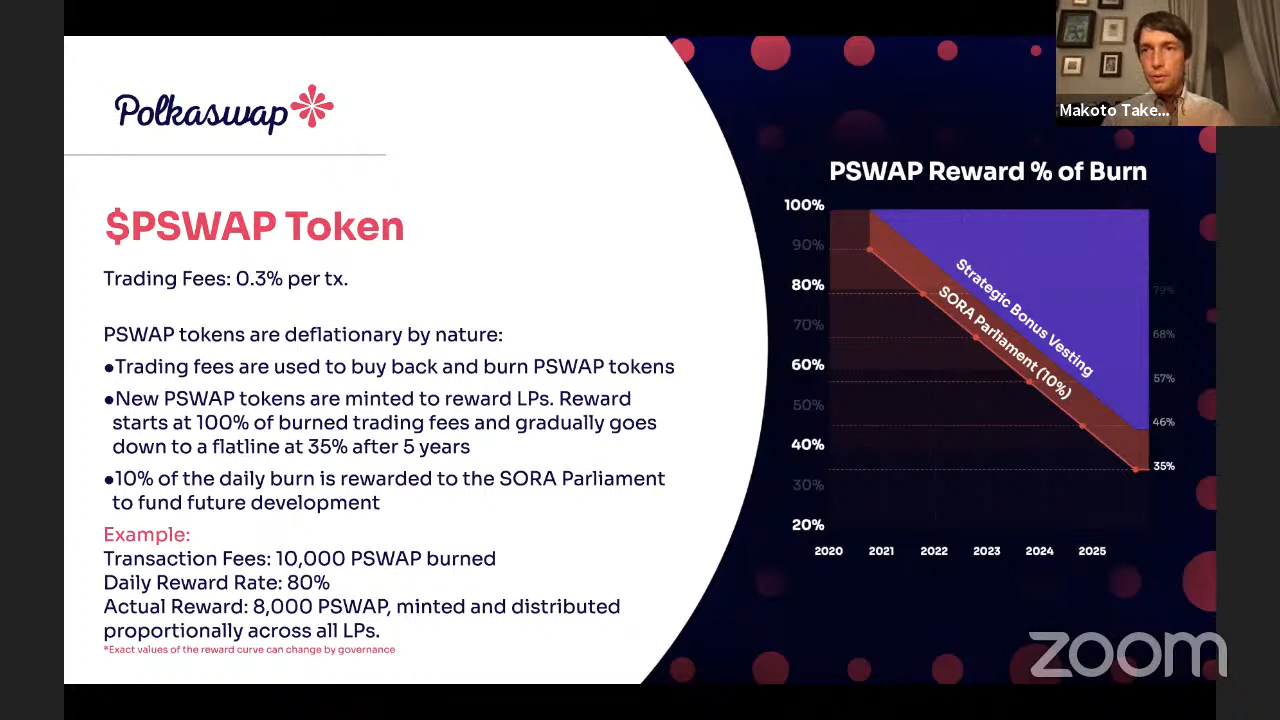 Polkaswap
$PSWAP Token
Trading Fees: 0.3% per tx.
PSWAP tokens are deflationary by nature:
●Trading fees are used to buy back and burn PSWAP tokens
●New PSWAP tokens are minted to reward LPs. Reward
starts at 100% of burned trading fees and gradually goes
down to a flatline at 35% after 5 years
●10% of the daily burn is rewarded to the SORA Parliament
to fund future development
Example:
Transaction Fees: 10,000 PSWAP burned
Daily Reward Rate: 80%
Actual Reward: 8,000 PSWAP, minted and distributed
proportionally across all LPs.
*Exact values of the reward curve can change by governance
Makoto Take...
PSWAP Reward % of Burn
100%
90%
80%
70%
60%
50%
40%
30%
20%
Strategic Bonus Vesting
SORA Parliament (10%)
79%
68%
57%
46%
35%
2020 2021 2022 2023 2024 2025
zoom